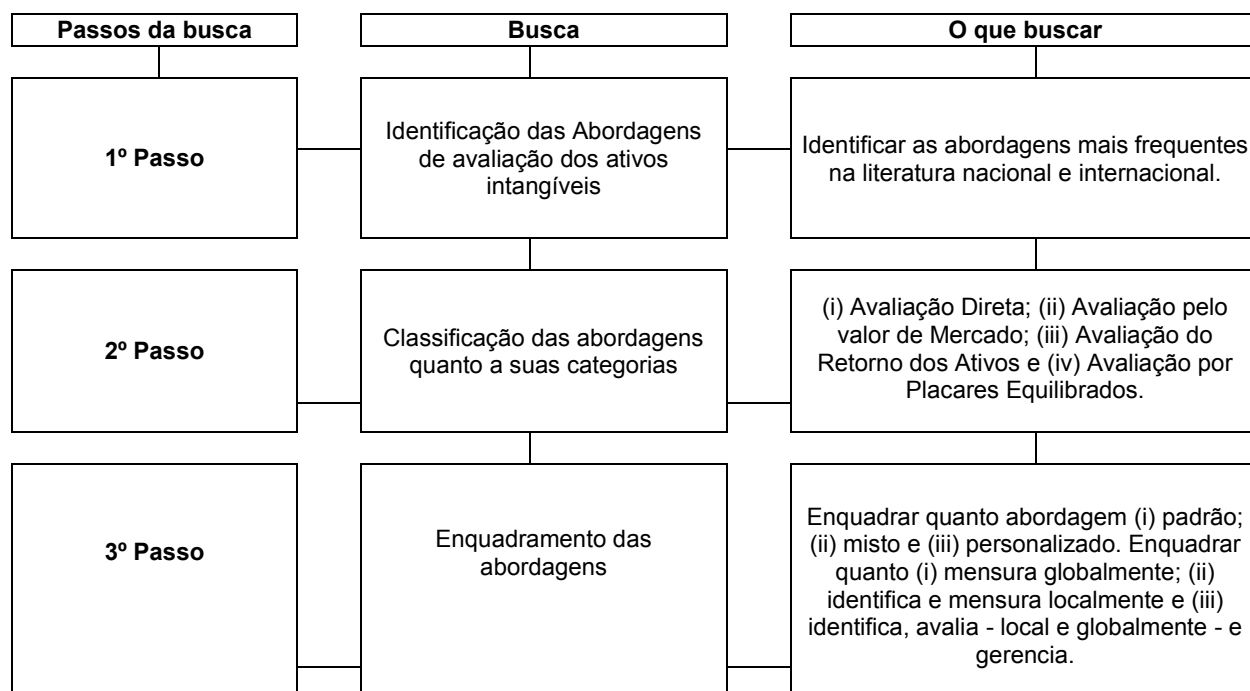 Passos da busca
Busca
O que buscar
1º Passo
Identificação das Abordagens
de avaliação dos ativos
intangíveis
Identificar as abordagens mais frequentes
na literatura nacional e internacional.
2º Passo
Classificação das abordagens
quanto a suas categorias
(i) Avaliação Direta; (ii) Avaliação pelo
valor de Mercado; (iii) Avaliação do
Retorno dos Ativos e (iv) Avaliação por
Placares Equilibrados.
3º Passo
Enquadramento das
abordagens
Enquadrar quanto abordagem (i) padrão;
(ii) misto e (iii) personalizado. Enquadrar
quanto (i) mensura globalmente; (ii)
identifica e mensura localmente e (iii)
identifica, avalia - local e globalmente - e
gerencia.